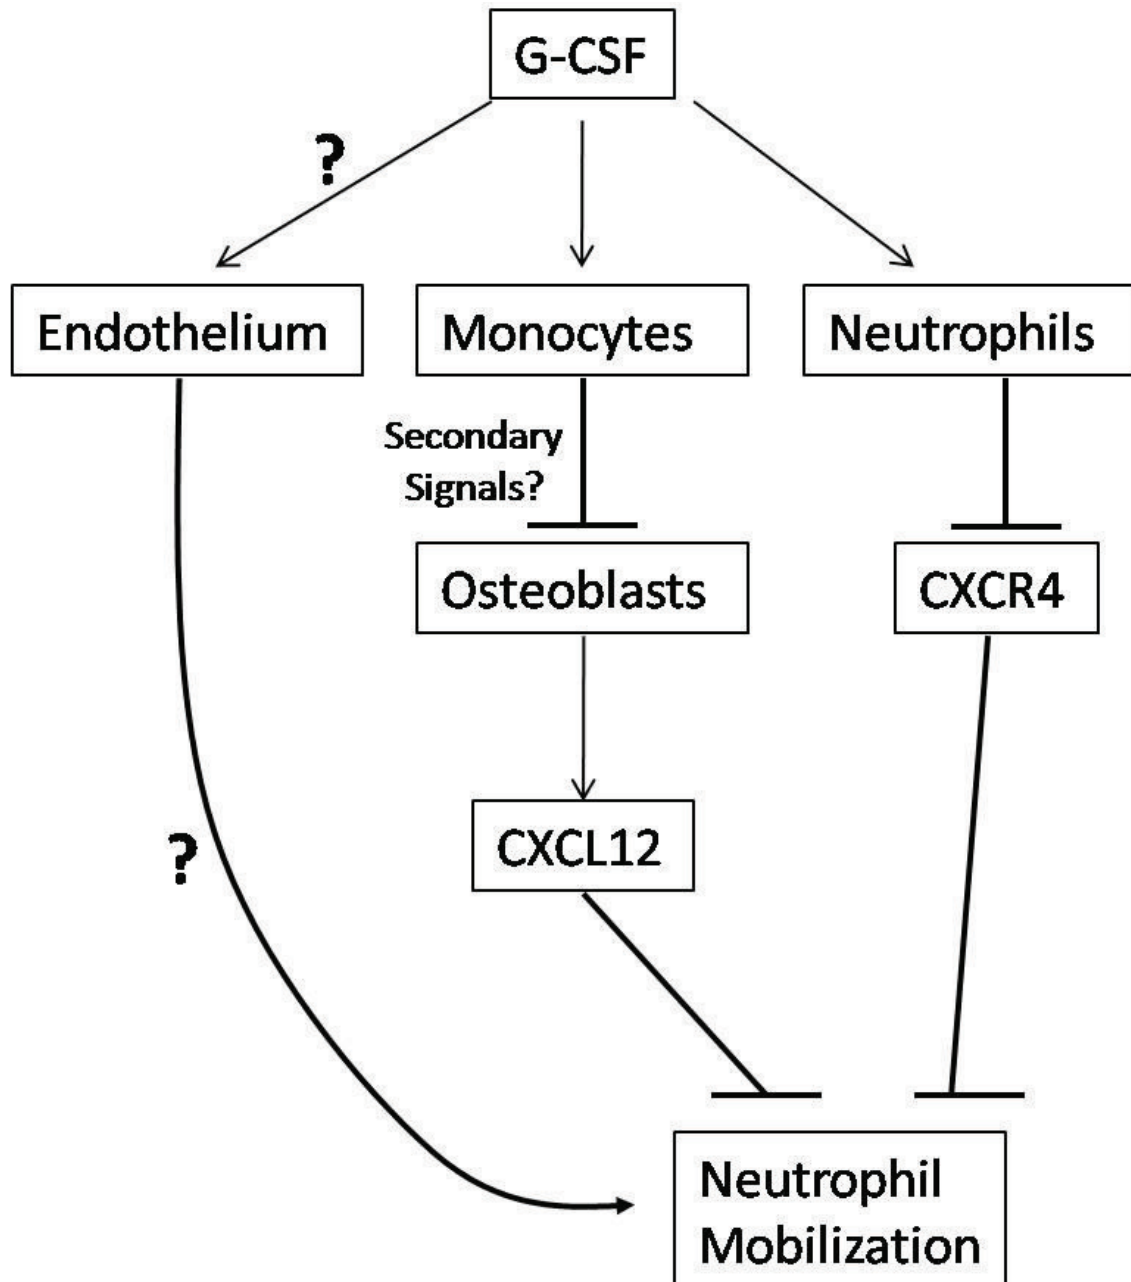 G-CSF
?
Endothelium
Monocytes
Neutrophils
Secondary
Signals?
Osteoblasts
CXCR4
CXCL12
?
Neutrophil
Mobilization